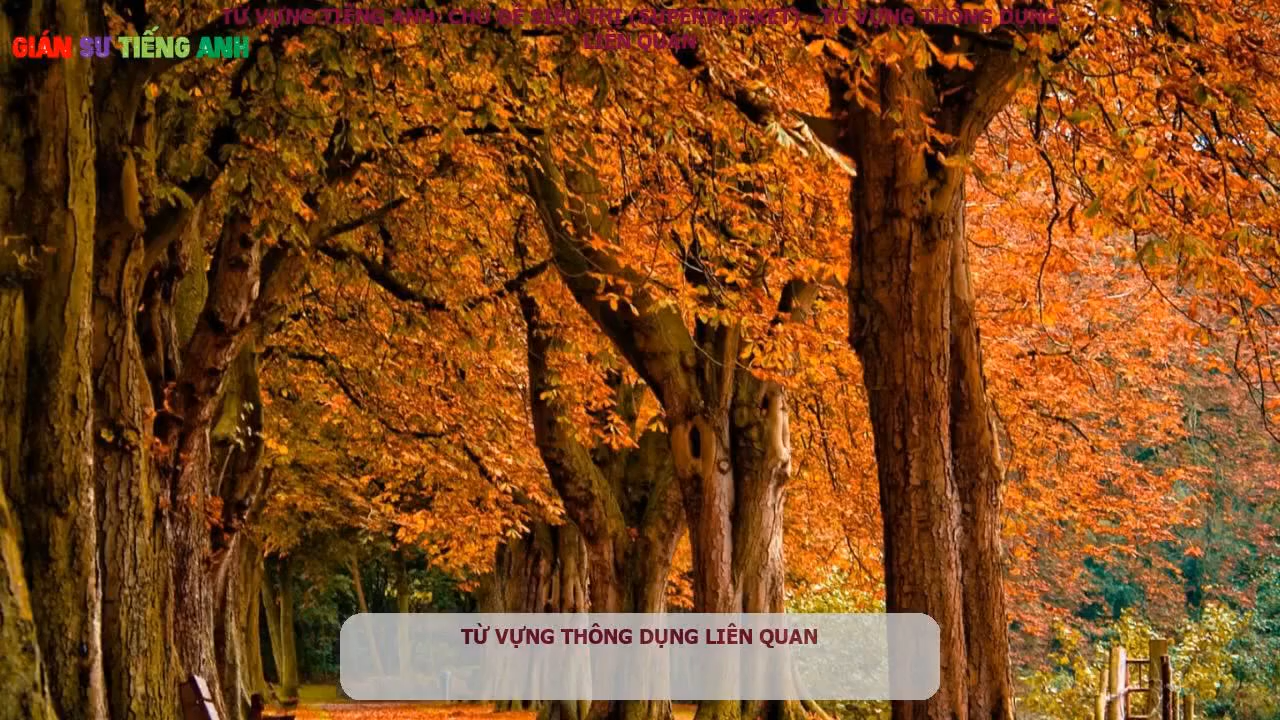 TỪ VỰNG TIẾNG ANH: CHỦ ĐỀ SIÊU THỊ (SUPERMARKET) - TỪ VỰNG THÔNG DỤNG
LIÊN QUAN
GIÁN SƯ TIẾNG ANH
TỪ VỰNG THÔNG DỤNG LIÊN QUAN